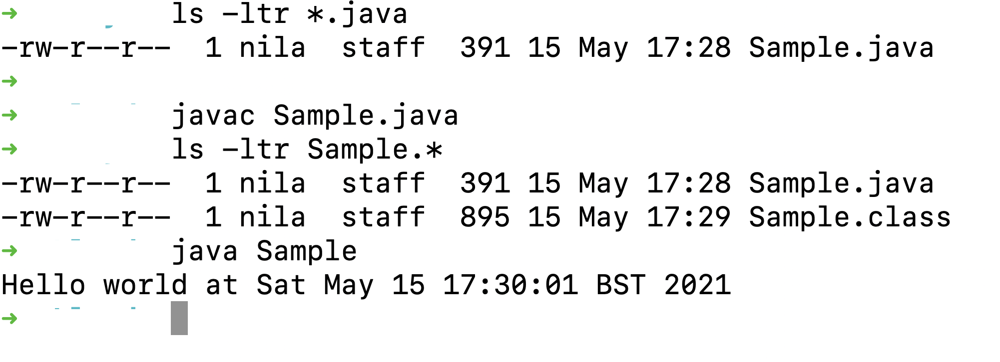 ➜ ls -ltr *.java
-rw-r--r--  1 nila  staff  391 15 May 17:28 Sample.java
➜
➜ javac Sample.java
➜ ls -ltr Sample.*
-rw-r--r--  1 nila  staff  391 15 May 17:28 Sample.java
-rw-r--r--  1 nila  staff  895 15 May 17:29 Sample.class
➜ java Sample
Hello world at Sat May 15 17:30:01 BST 2021
➜